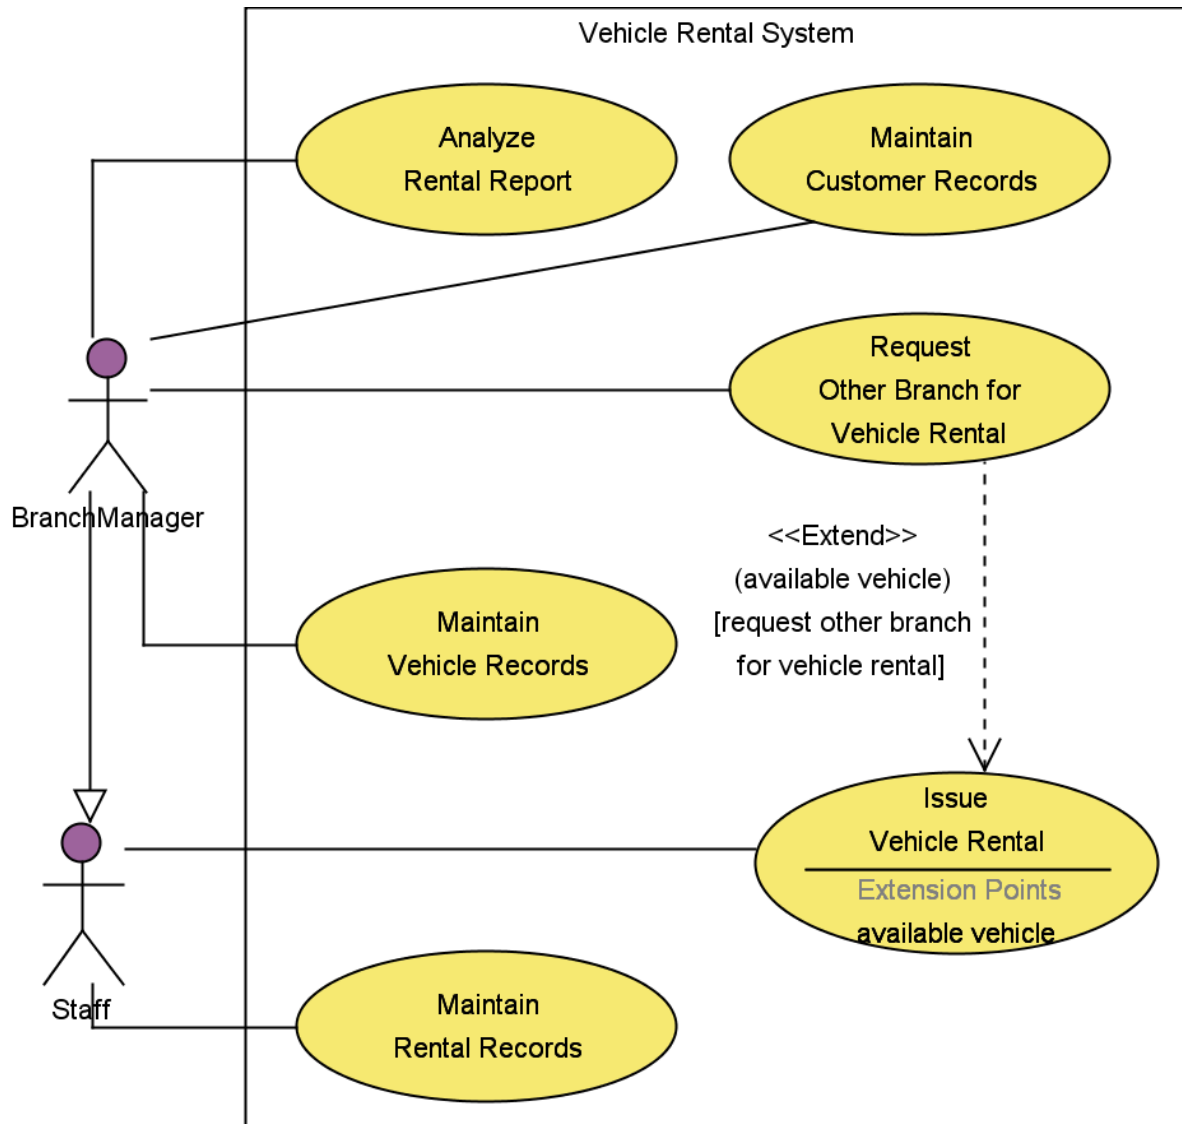 Vehicle Rental System
Analyze
Rental Report
Maintain
Customer Records
Request
Other Branch for
Vehicle Rental
BranchManager
<<Extend>>
(available vehicle)
[request other branch
for vehicle rental]
Maintain
Vehicle Records
Issue
Vehicle Rental
Extension Points
available vehicle
Staff
Maintain
Rental Records